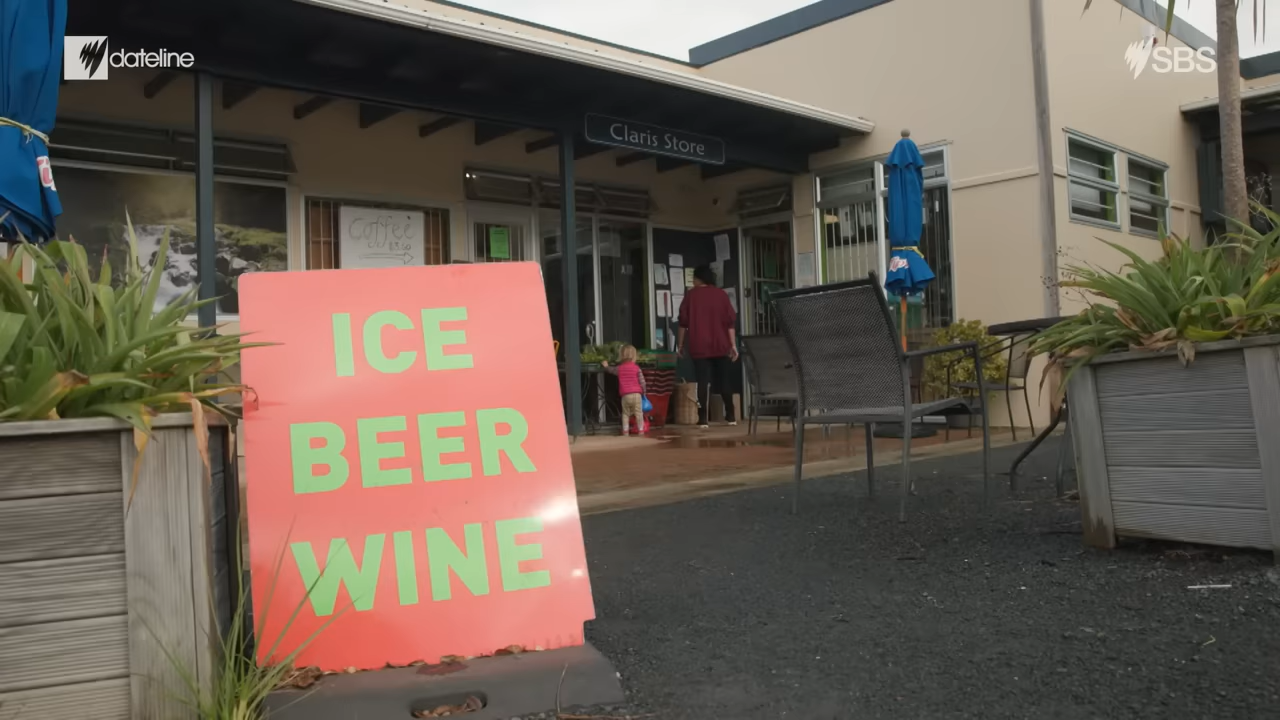 dateline
SBS
Claris Store
Coffee
ICE
BEER
WINE